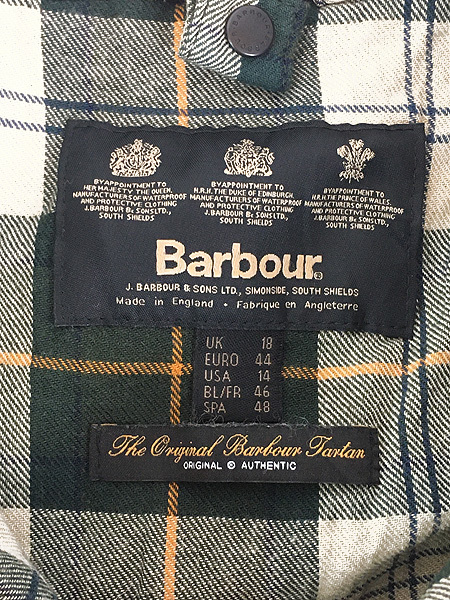 J. BARBOUR
BY APPOINTMENT TO
HER MAJESTY THE QUEEN,
MANUFACTURERS OF WATERPROOF
AND PROTECTIVE CLOTHING
J. BARBOUR & SONS LTD.,
SOUTH SHIELDS
BY APPOINTMENT TO
H.R.H. THE DUKE OF EDINBURGH
MANUFACTURERS OF WATERPROOF
AND PROTECTIVE CLOTHING
J. BARBOUR & SONS LTD.,
SOUTH SHIELDS
BY APPOINTMENT TO
H.R.H. THE PRINCE OF WALES,
MANUFACTURERS OF WATERPROOF
AND PROTECTIVE CLOTHING
J. BARBOUR & SONS LTD.,
SOUTH SHIELDS
Barbour®
J. BARBOUR & SONS LTD, SIMONSIDE, SOUTH SHIELDS
Made in England • Fabrique en Angleterre
UK 18
EURO 44
USA 14
BL/FR 46
SPA 48
The Original Barbour Tartan
ORIGINAL © AUTHENTIC